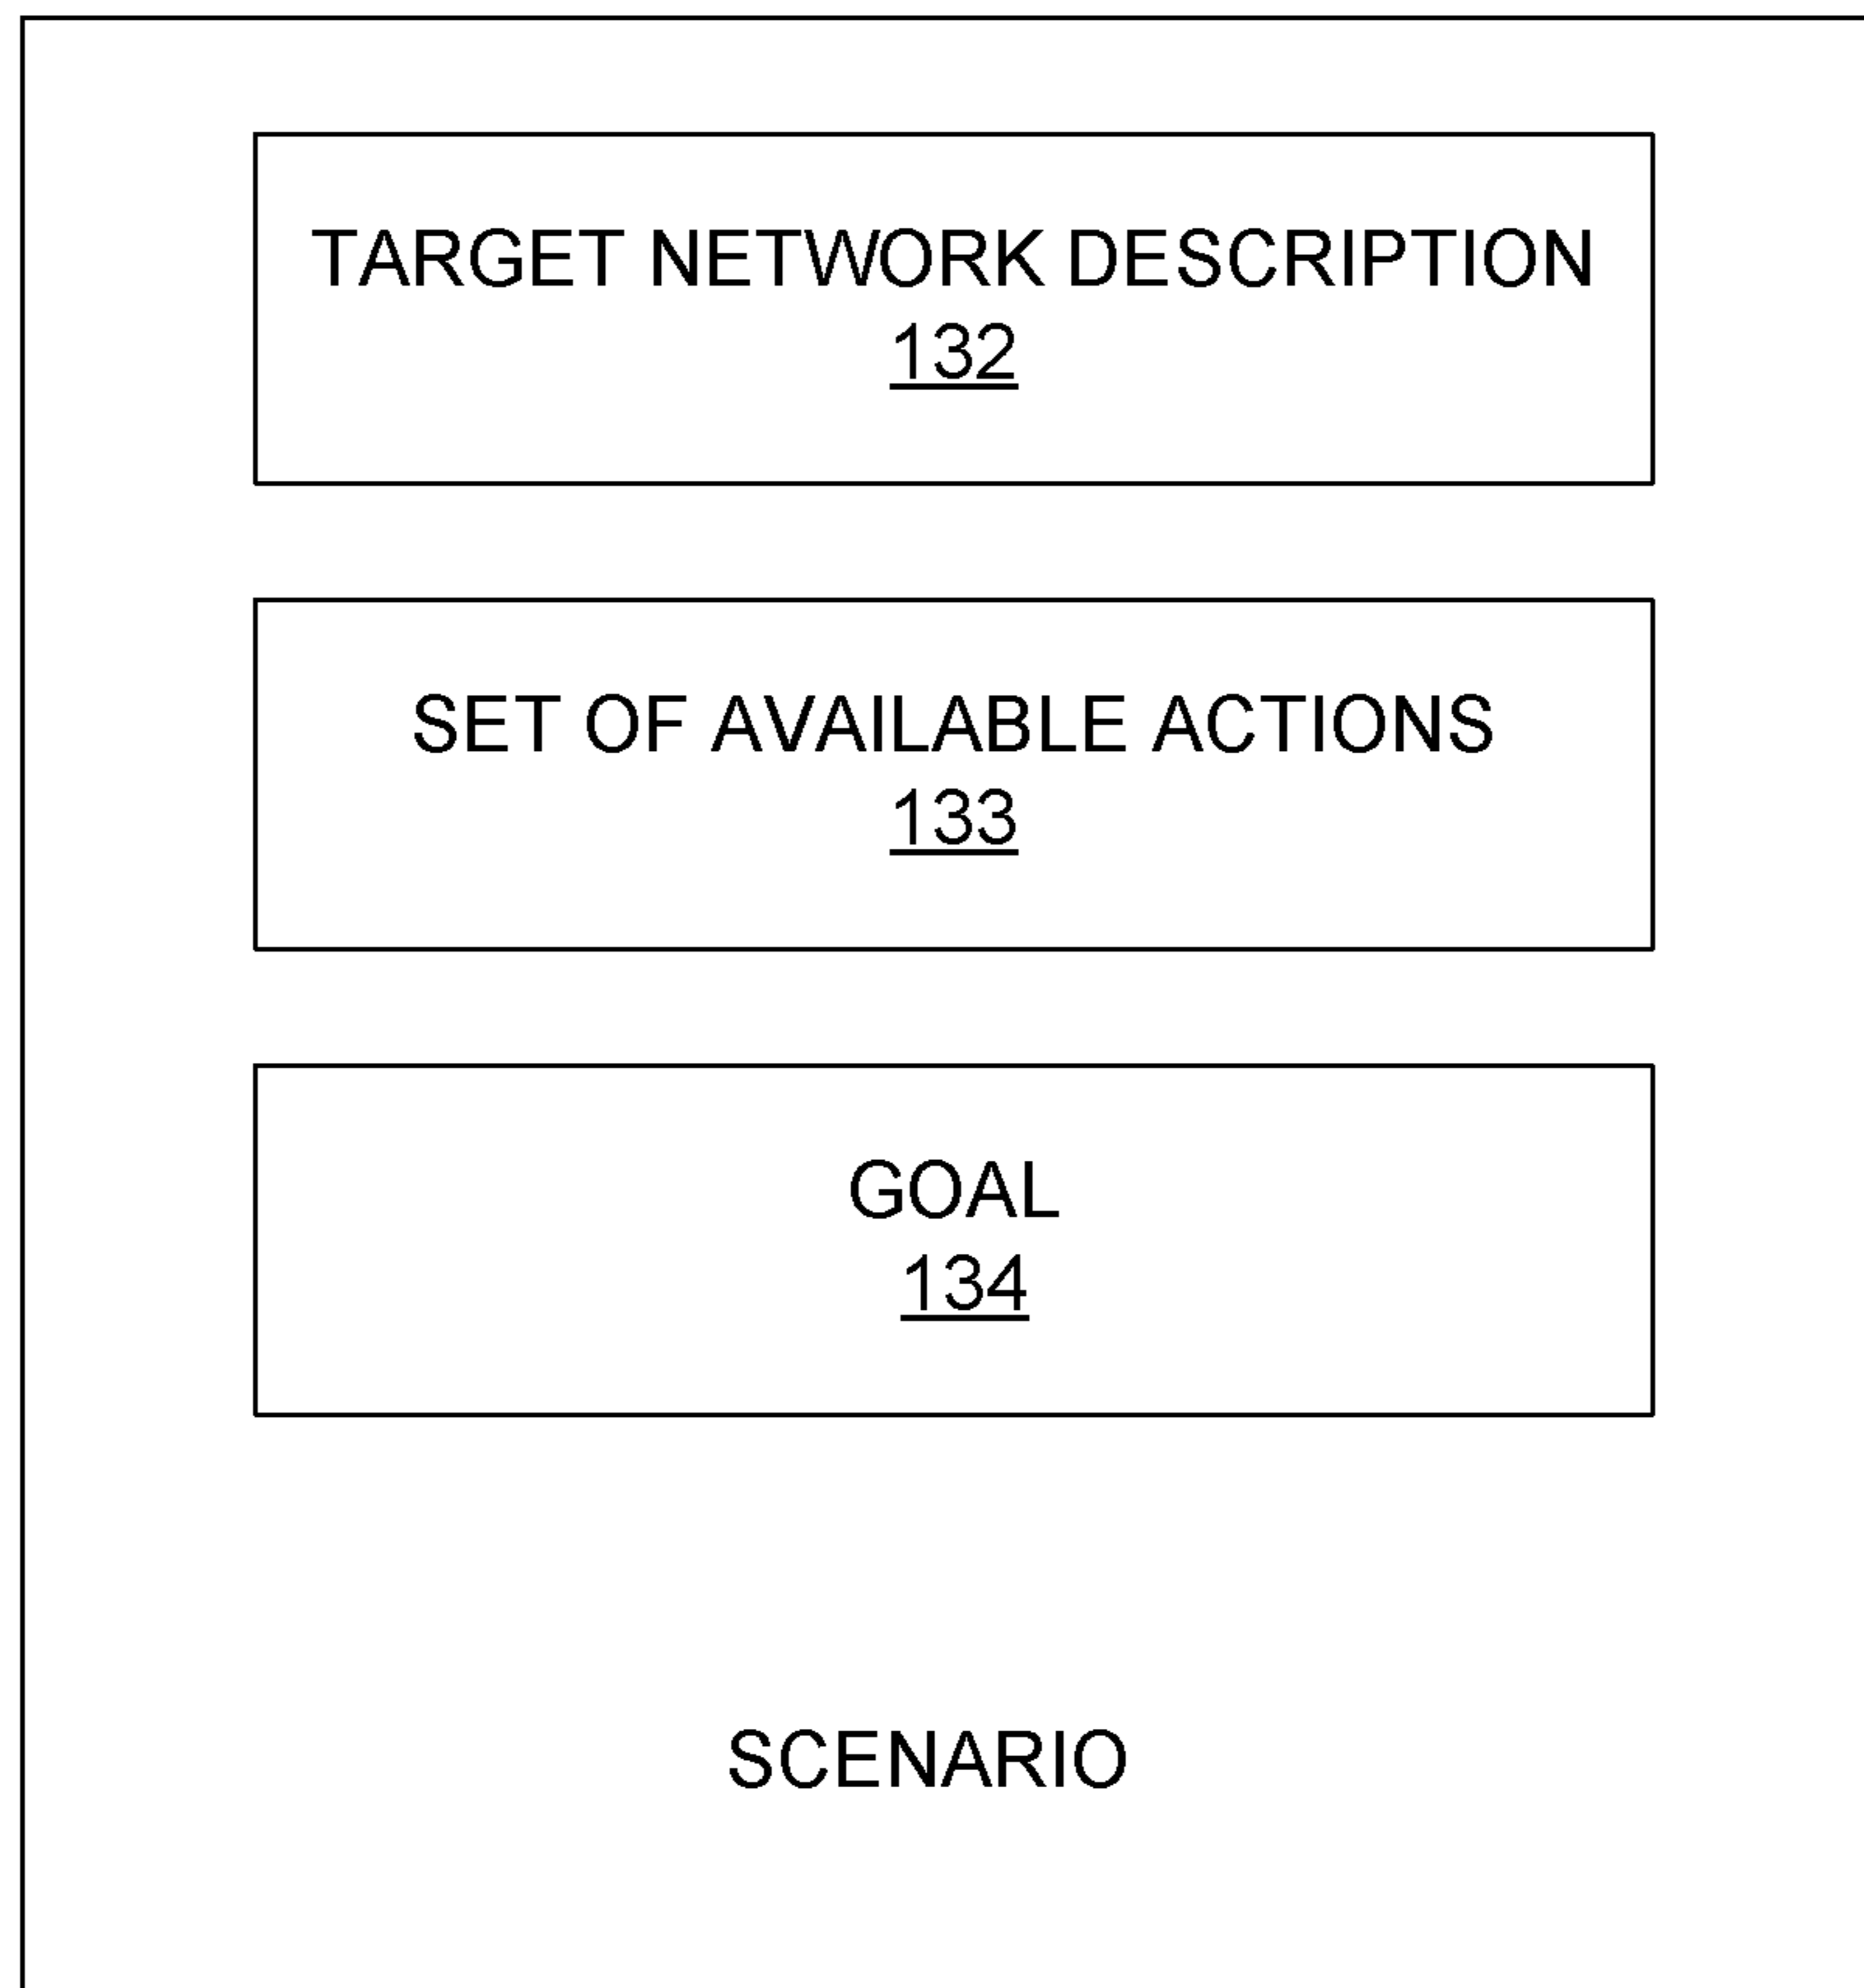 TARGET NETWORK DESCRIPTION
132
SET OF AVAILABLE ACTIONS
133
GOAL
134
SCENARIO